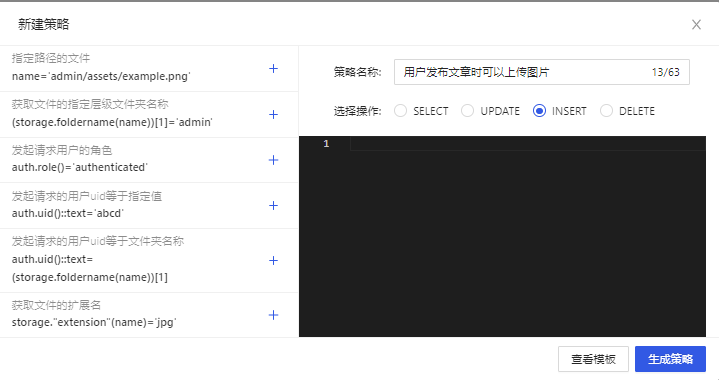 新建策略
指定路径的文件
name='admin/assets/example.png'
获取文件的指定层级文件夹名称
(storage.foldername(name))[1]='admin'
发起请求用户的角色
auth.role()='authenticated'
发起请求的用户uid等于指定值
auth.uid()::text='abcd'
发起请求的用户uid等于文件夹名称
auth.uid()::text=
(storage.foldername(name))[1]
获取文件的扩展名
storage."extension"(name)='jpg'
策略名称: 用户发布文章时可以上传图片 13/63
选择操作: SELECT UPDATE INSERT DELETE
1
查看模板 生成策略